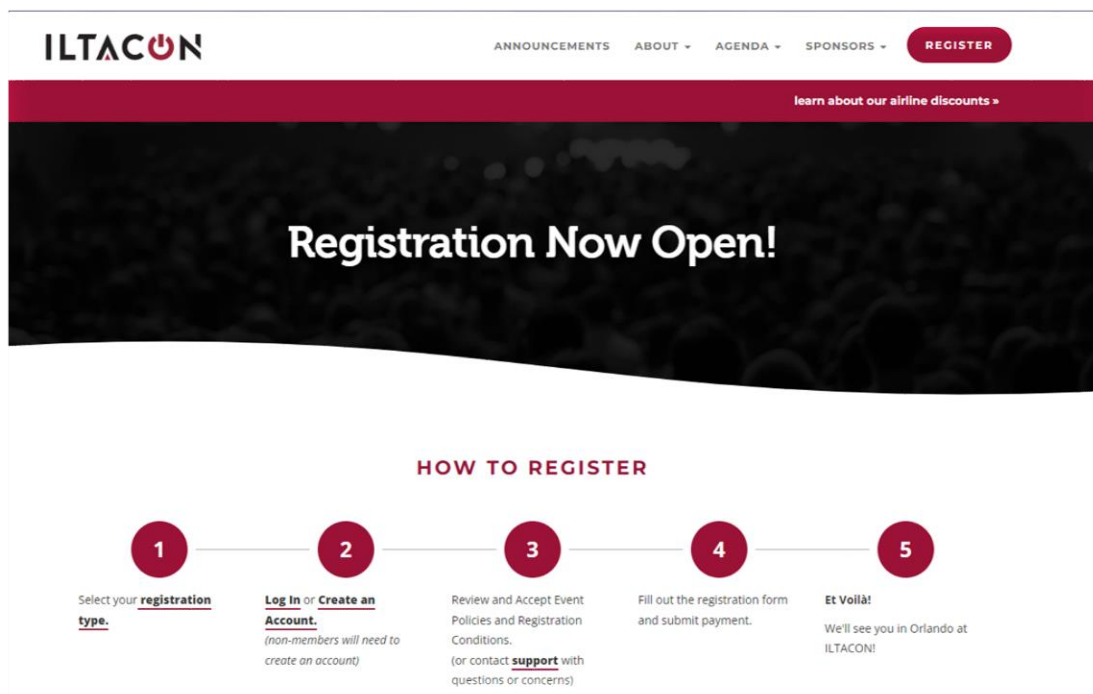 ILTACON
ANNOUNCEMENTS ABOUT AGENDA SPONSORS REGISTER
learn about our airline discounts »
Registration Now Open!
HOW TO REGISTER
1
Select your registration
type.
2
Log In or Create an
Account.
(non-members will need to
create an account)
3
Review and Accept Event
Policies and Registration
Conditions.
(or contact support with
questions or concerns)
4
Fill out the registration form
and submit payment.
5
Et Voilà!
We'll see you in Orlando at
ILTACON!